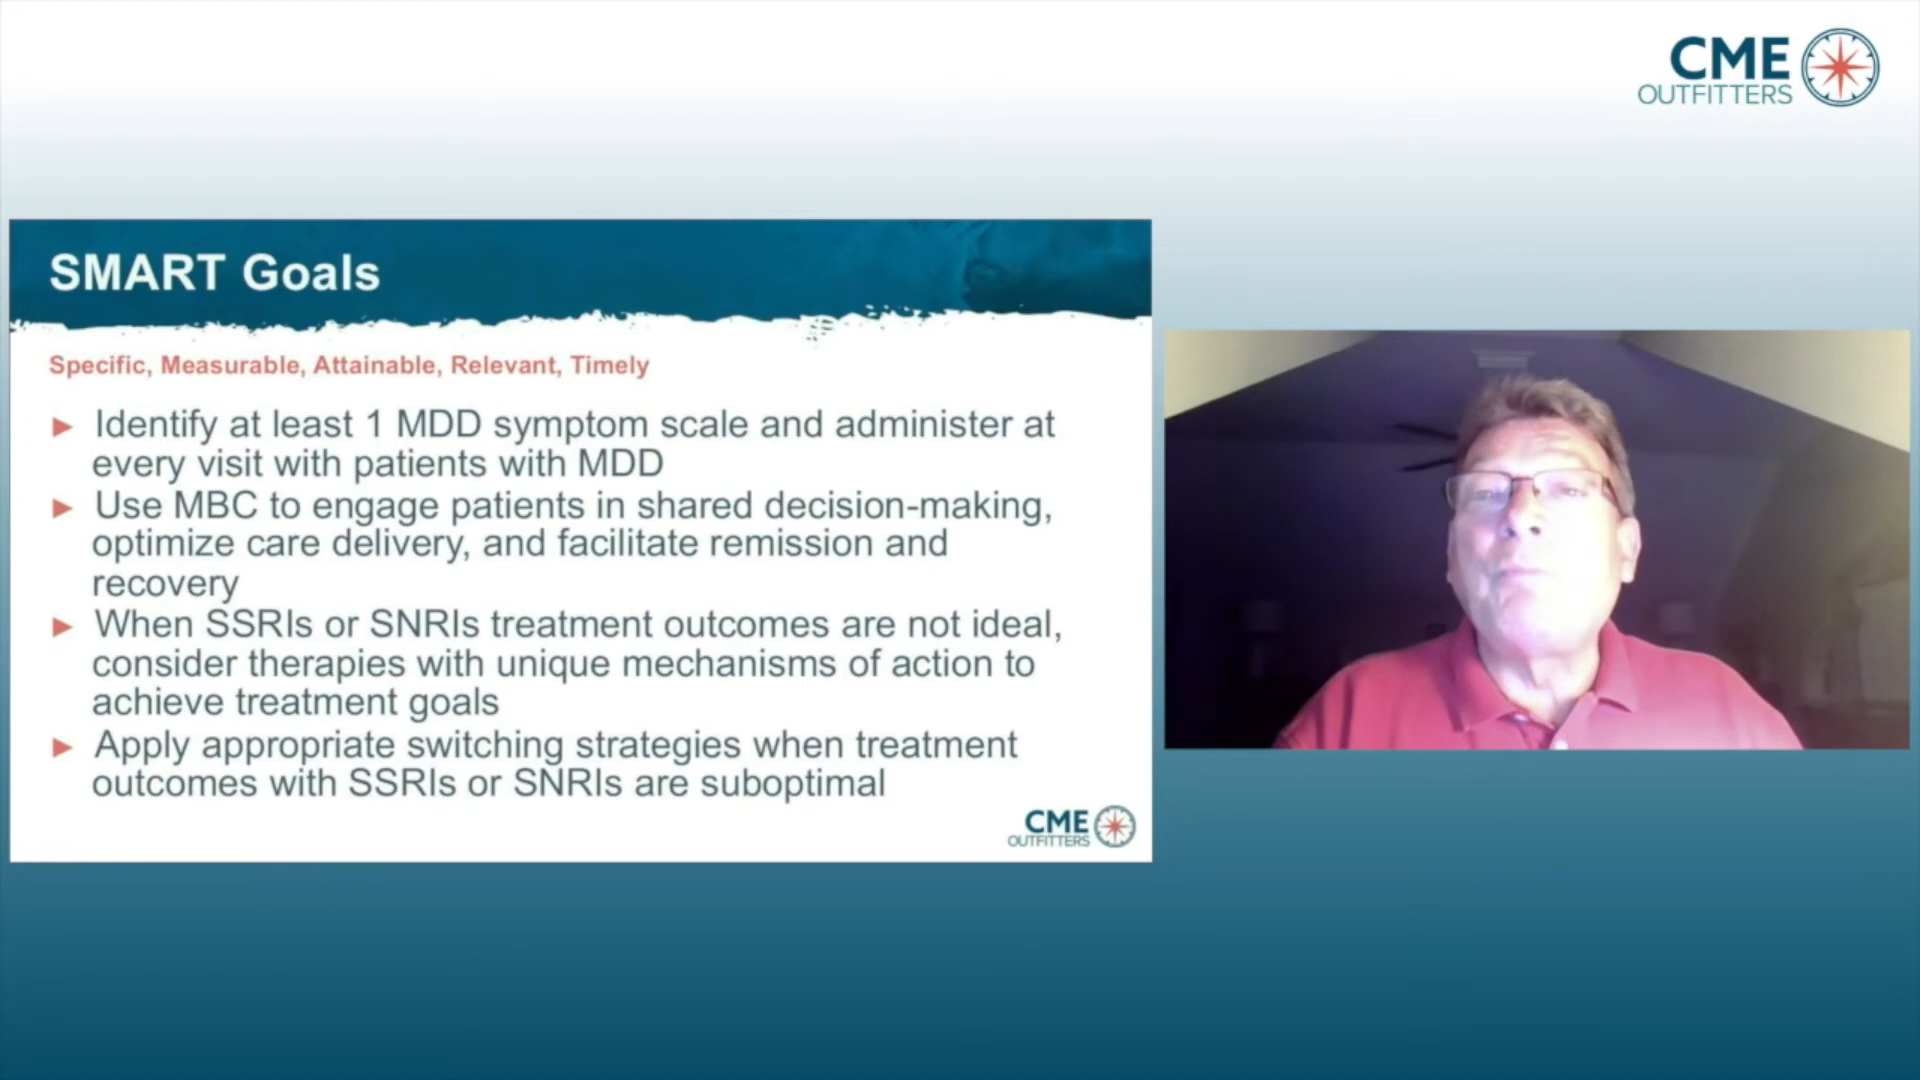 CME
OUTFITTERS
SMART Goals
Specific, Measurable, Attainable, Relevant, Timely
► Identify at least 1 MDD symptom scale and administer at
every visit with patients with MDD
► Use MBC to engage patients in shared decision-making,
optimize care delivery, and facilitate remission and
recovery
► When SSRIs or SNRIs treatment outcomes are not ideal,
consider therapies with unique mechanisms of action to
achieve treatment goals
► Apply appropriate switching strategies when treatment
outcomes with SSRIs or SNRIs are suboptimal
CME
OUTFITTERS